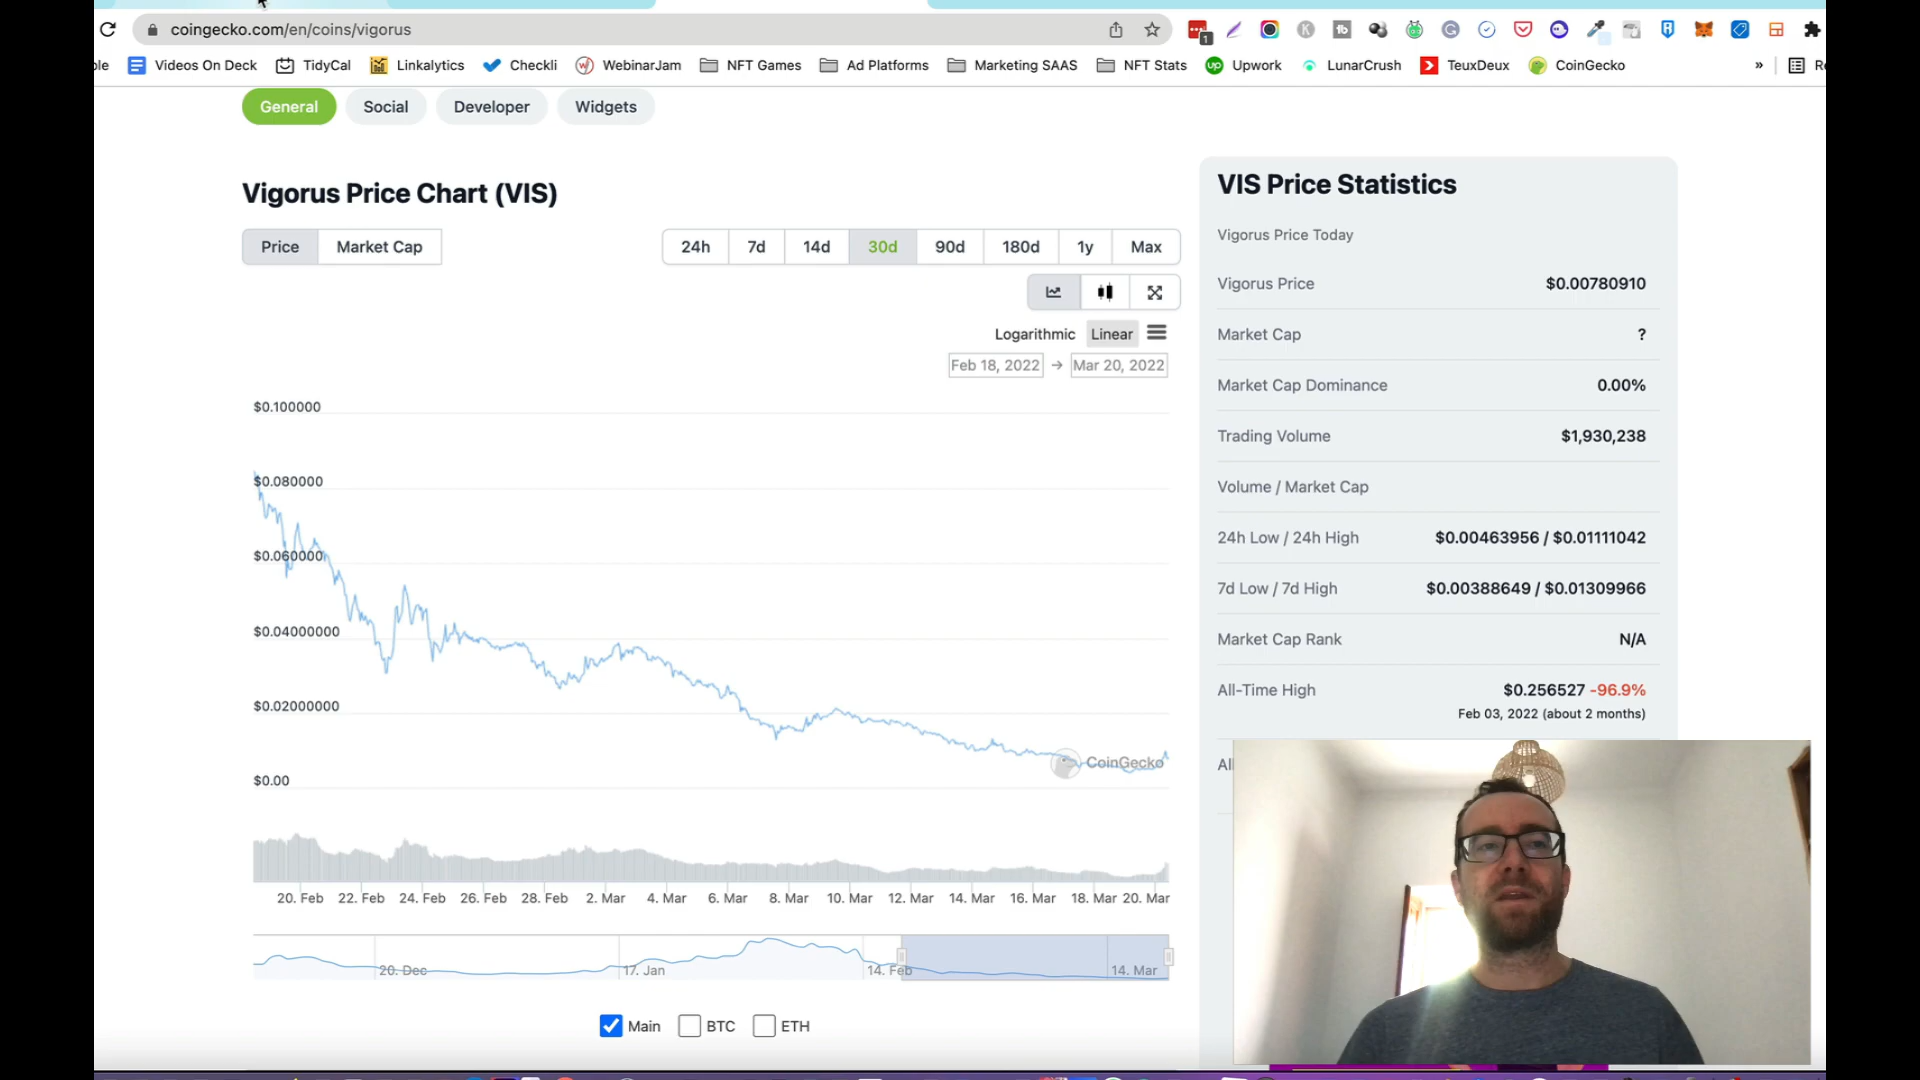 coingecko.com/en/coins/vigorus
1
Videos On Deck
TidyCal
Linkalytics
Checkli
WebinarJam
NFT Games
Ad Platforms
Marketing SAAS
NFT Stats
Upwork
LunarCrush
TeuxDeux
CoinGecko
»
General
Social
Developer
Widgets
Vigorus Price Chart (VIS)
Price
Market Cap
24h
7d
14d
30d
90d
180d
1y
Max
Logarithmic
Linear
Feb 18, 2022 → Mar 20, 2022
$0.100000
$0.080000
$0.060000
$0.04000000
$0.02000000
$0.00
CoinGecko
20. Feb
22. Feb
24. Feb
26. Feb
28. Feb
2. Mar
4. Mar
6. Mar
8. Mar
10. Mar
12. Mar
14. Mar
16. Mar
18. Mar
20. Mar
20. Dec
17. Jan
14. Feb
14. Mar
Main
BTC
ETH
VIS Price Statistics
Vigorus Price Today
Vigorus Price $0.00780910
Market Cap ?
Market Cap Dominance 0.00%
Trading Volume $1,930,238
Volume / Market Cap
24h Low / 24h High $0.00463956 / $0.01111042
7d Low / 7d High $0.00388649 / $0.01309966
Market Cap Rank N/A
All-Time High $0.256527 -96.9%
Feb 03, 2022 (about 2 months)